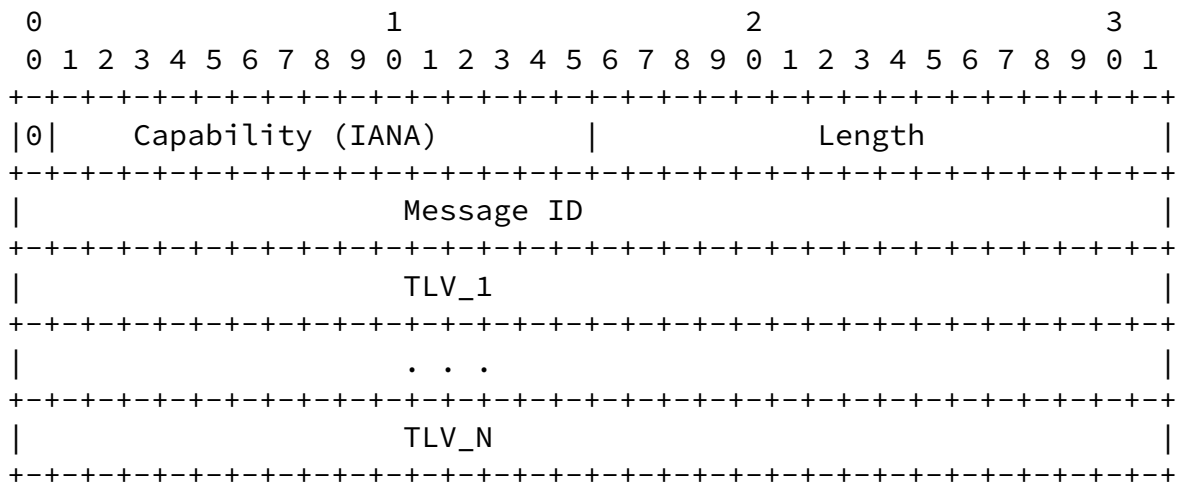 0                   1                   2                   3
 0 1 2 3 4 5 6 7 8 9 0 1 2 3 4 5 6 7 8 9 0 1 2 3 4 5 6 7 8 9 0 1
+-+-+-+-+-+-+-+-+-+-+-+-+-+-+-+-+-+-+-+-+-+-+-+-+-+-+-+-+-+-+-+-+
|0|    Capability (IANA)        |            Length             |
+-+-+-+-+-+-+-+-+-+-+-+-+-+-+-+-+-+-+-+-+-+-+-+-+-+-+-+-+-+-+-+-+
|                     Message ID                                |
+-+-+-+-+-+-+-+-+-+-+-+-+-+-+-+-+-+-+-+-+-+-+-+-+-+-+-+-+-+-+-+-+
|                     TLV_1                                     |
+-+-+-+-+-+-+-+-+-+-+-+-+-+-+-+-+-+-+-+-+-+-+-+-+-+-+-+-+-+-+-+-+
|                     . . .                                     |
+-+-+-+-+-+-+-+-+-+-+-+-+-+-+-+-+-+-+-+-+-+-+-+-+-+-+-+-+-+-+-+-+
|                     TLV_N                                     |
+-+-+-+-+-+-+-+-+-+-+-+-+-+-+-+-+-+-+-+-+-+-+-+-+-+-+-+-+-+-+-+-+